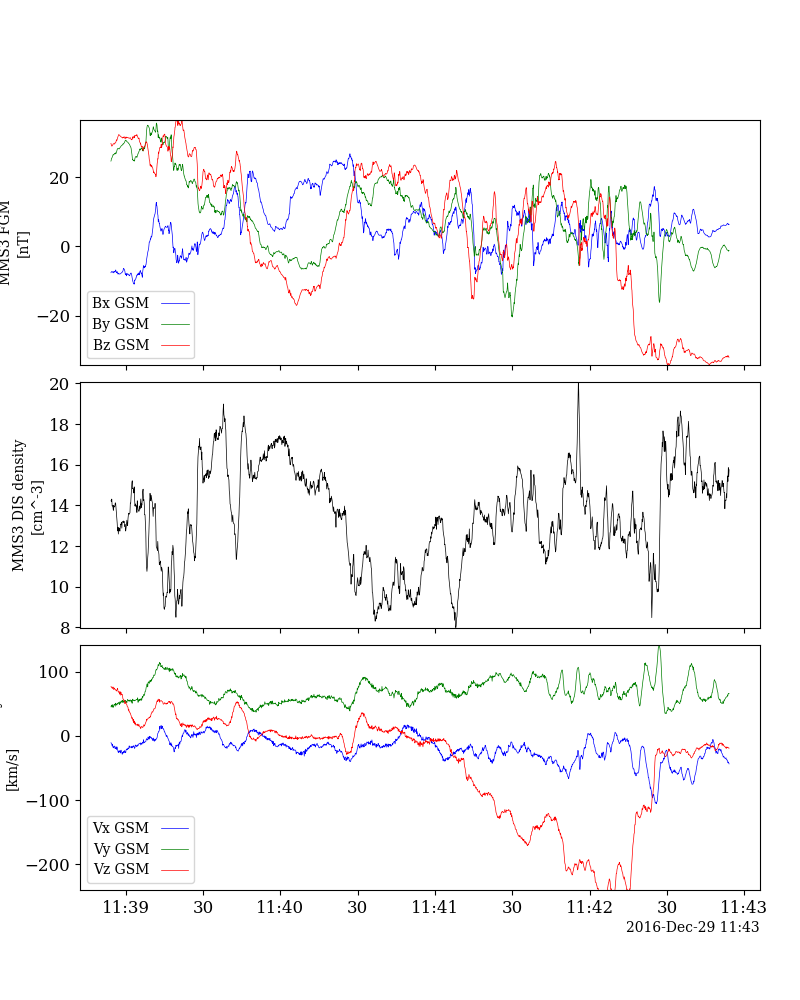 20
0
−20
MMS3 FGM
[nT]
Bx GSM
By GSM
Bz GSM
20
18
16
14
12
10
8
MMS3 DIS density
[cm^-3]
100
0
−100
−200
[km/s]
Vx GSM
Vy GSM
Vz GSM
11:39
30
11:40
30
11:41
30
11:42
30
11:43
2016-Dec-29 11:43